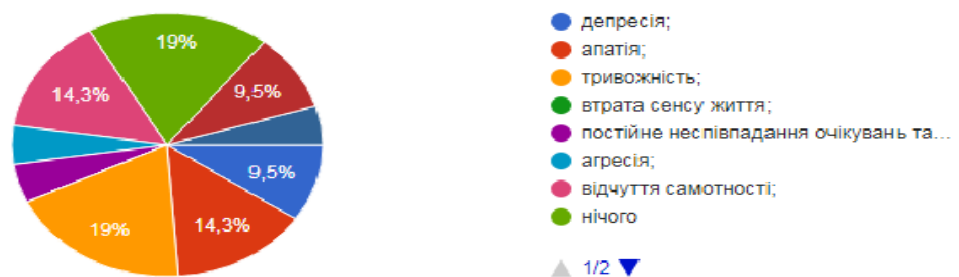 депресія;
апатія;
тривожність;
втрата сенсу життя;
постійне неспівпадання очікувань та...
агресія;
відчуття самотності;
нічого
1/2
19%
9,5%
14,3%
9,5%
19%
14,3%